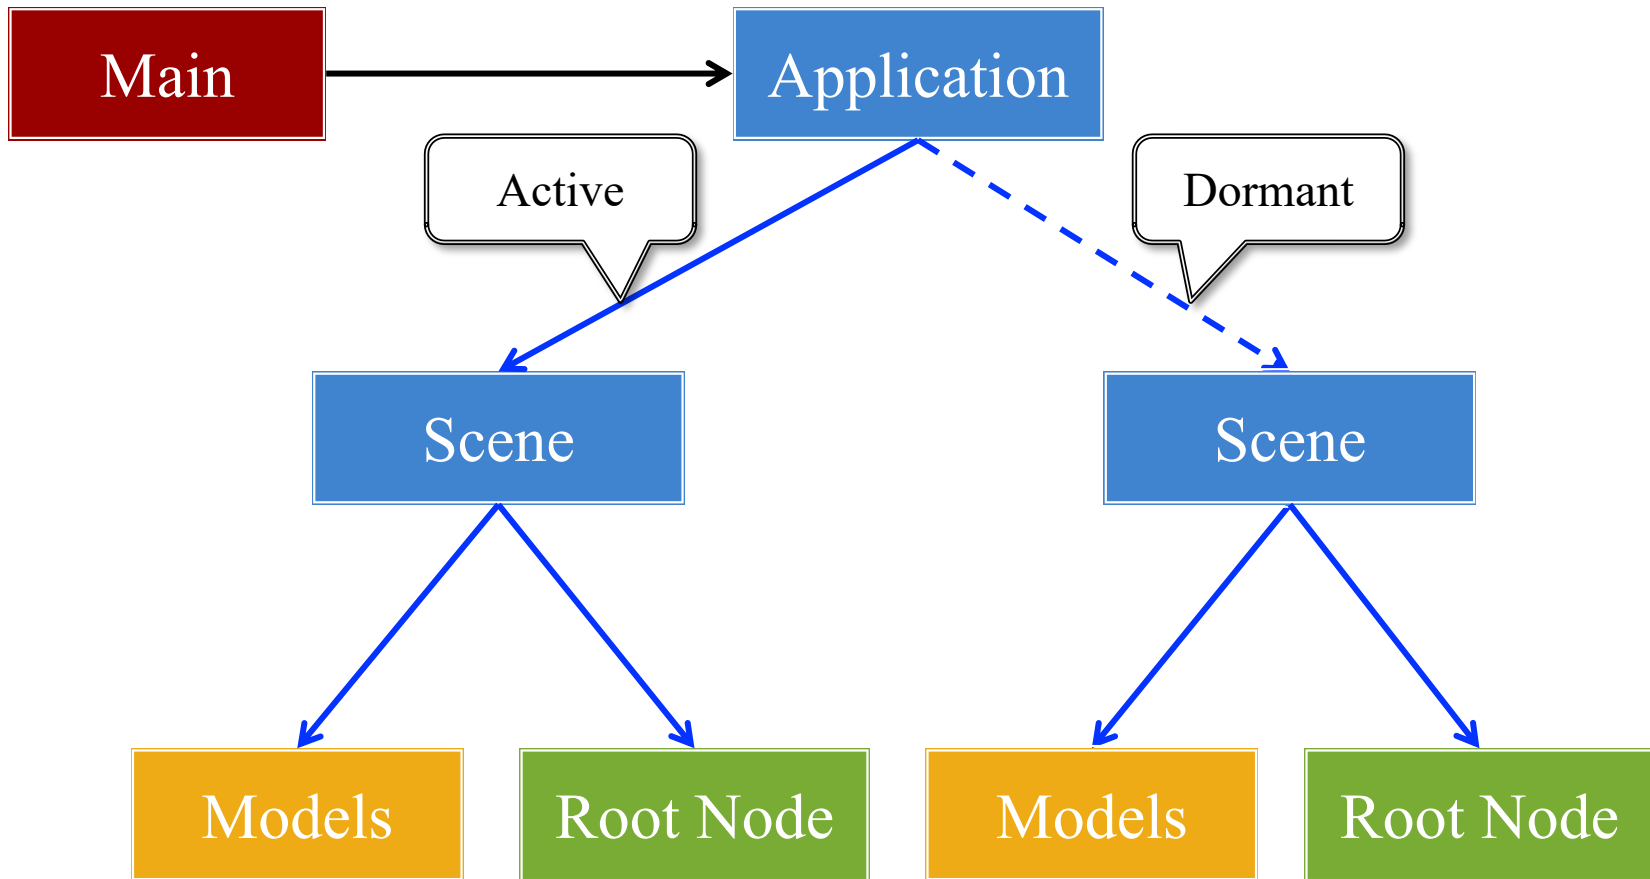 Main
Application
Active
Dormant
Scene
Scene
Models
Root Node
Models
Root Node